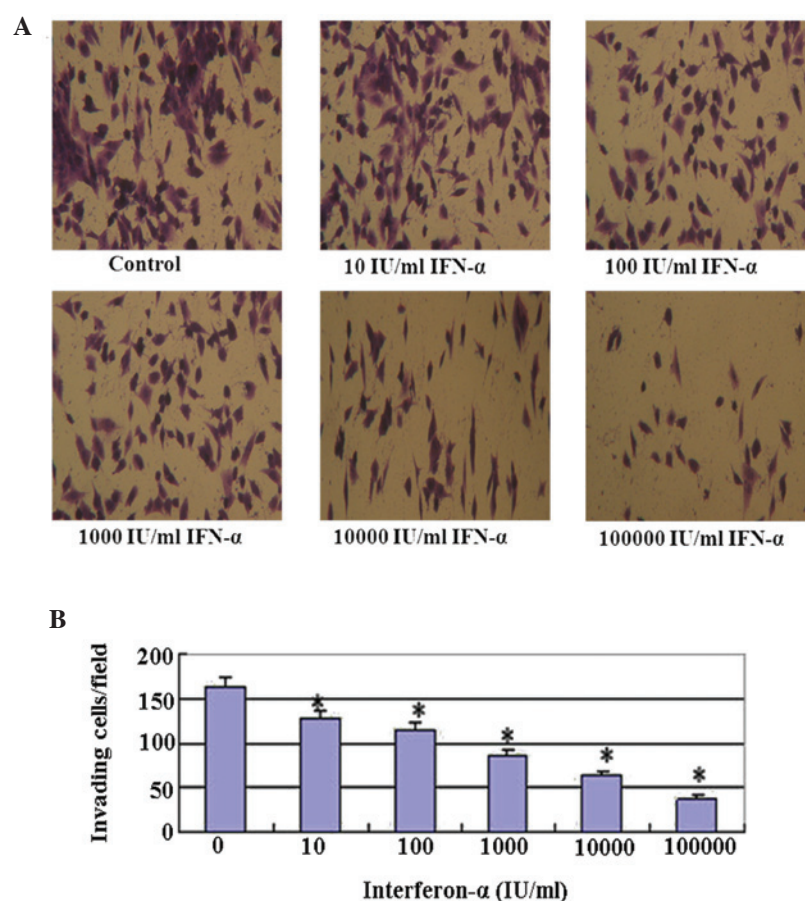 A
Control
10 IU/ml IFN-α
100 IU/ml IFN-α
1000 IU/ml IFN-α
10000 IU/ml IFN-α
100000 IU/ml IFN-α
B
Invading cells/field
200
150
100
50
0
* * * * *
0 10 100 1000 10000 100000
Interferon-α (IU/ml)